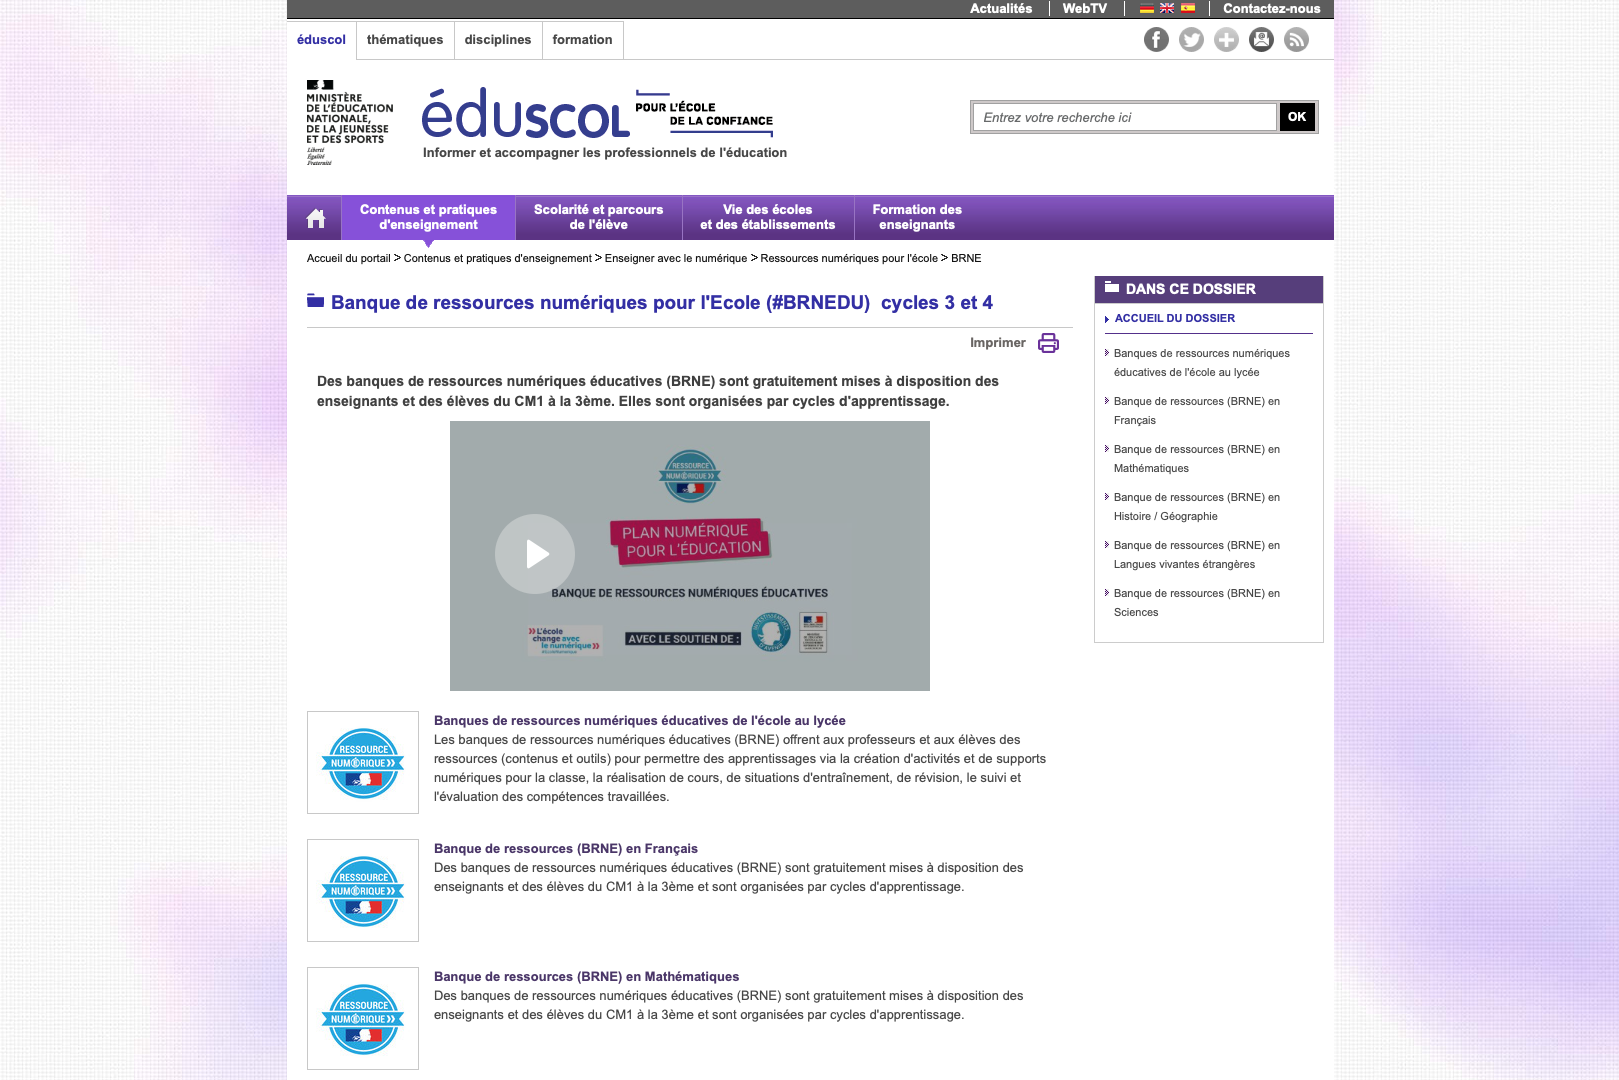 Actualités
WebTV
Contactez-nous
éduscol
thématiques
disciplines
formation
MINISTÈRE
DE L'ÉDUCATION
NATIONALE,
DE LA JEUNESSE
ET DES SPORTS
Liberté
Égalité
Fraternité
éduSCOL
POUR L'ÉCOLE
DE LA CONFIANCE
Informer et accompagner les professionnels de l'éducation
Entrez votre recherche ici
OK
Contenus et pratiques
d'enseignement
Scolarité et parcours
de l'élève
Vie des écoles
et des établissements
Formation des
enseignants
Accueil du portail > Contenus et pratiques d'enseignement > Enseigner avec le numérique > Ressources numériques pour l'école > BRNE
Banque de ressources numériques pour l'Ecole (#BRNEDU)  cycles 3 et 4
Imprimer
Des banques de ressources numériques éducatives (BRNE) sont gratuitement mises à disposition des
enseignants et des élèves du CM1 à la 3ème. Elles sont organisées par cycles d'apprentissage.
RESSOURCE
NUMÉRIQUE
PLAN NUMÉRIQUE
POUR L'ÉDUCATION
BANQUE DE RESSOURCES NUMÉRIQUES ÉDUCATIVES
L'école
change avec
le numérique
AVEC LE SOUTIEN DE :
INVESTISSEMENTS
D'AVENIR
RESSOURCE
NUMÉRIQUE
Banques de ressources numériques éducatives de l'école au lycée
Les banques de ressources numériques éducatives (BRNE) offrent aux professeurs et aux élèves des
ressources (contenus et outils) pour permettre des apprentissages via la création d'activités et de supports
numériques pour la classe, la réalisation de cours, de situations d'entraînement, de révision, le suivi et
l'évaluation des compétences travaillées.
RESSOURCE
NUMÉRIQUE
Banque de ressources (BRNE) en Français
Des banques de ressources numériques éducatives (BRNE) sont gratuitement mises à disposition des
enseignants et des élèves du CM1 à la 3ème et sont organisées par cycles d'apprentissage.
RESSOURCE
NUMÉRIQUE
Banque de ressources (BRNE) en Mathématiques
Des banques de ressources numériques éducatives (BRNE) sont gratuitement mises à disposition des
enseignants et des élèves du CM1 à la 3ème et sont organisées par cycles d'apprentissage.
DANS CE DOSSIER
ACCUEIL DU DOSSIER
Banques de ressources numériques
éducatives de l'école au lycée
Banque de ressources (BRNE) en
Français
Banque de ressources (BRNE) en
Mathématiques
Banque de ressources (BRNE) en
Histoire / Géographie
Banque de ressources (BRNE) en
Langues vivantes étrangères
Banque de ressources (BRNE) en
Sciences